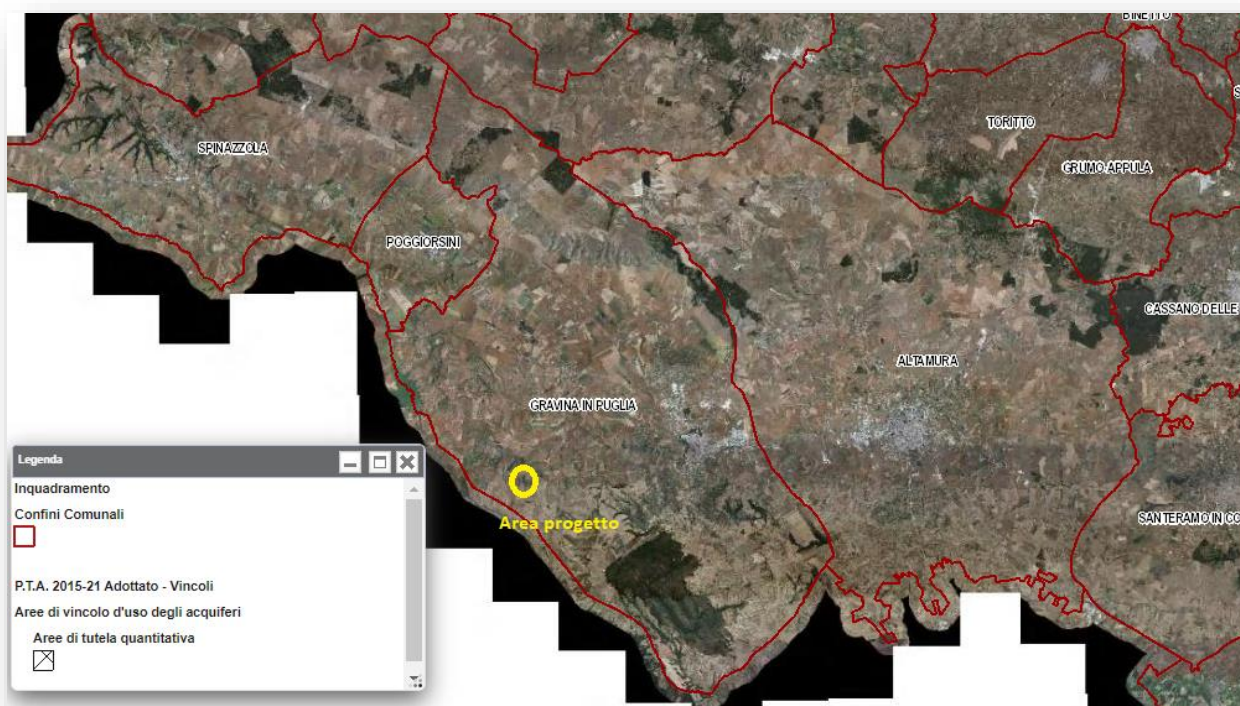 BINETTO
TORITTO
SPINAZZOLA
GRUMO APPULA
POGGIORSINI
CASSANO DELLE
ALTAMURA
GRAVINA IN PUGLIA
Area progetto
SANTERAMO IN CO
Legenda
Inquadramento
Confini Comunali
P.T.A. 2015-21 Adottato - Vincoli
Aree di vincolo d'uso degli acquiferi
Aree di tutela quantitativa